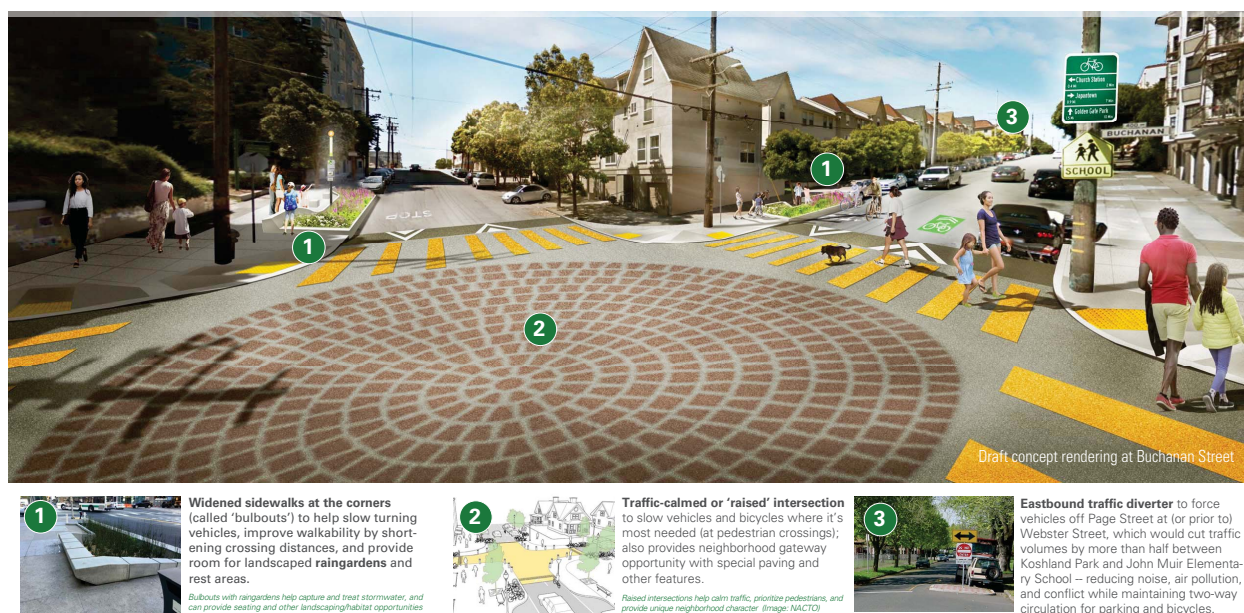 3
Church Station
Japantown
Golden Gate Park
BUCHANAN
SCHOOL
1
STOP
1
2
Draft concept rendering at Buchanan Street
1
Widened sidewalks at the corners
(called ‘bulbouts’) to help slow turning
vehicles, improve walkability by short-
ening crossing distances, and provide
room for landscaped raingardens and
rest areas.
Bulbouts with raingardens help capture and treat stormwater, and
can provide seating and other landscaping/habitat opportunities
2
Traffic-calmed or ‘raised’ intersection
to slow vehicles and bicycles where it’s
most needed (at pedestrian crossings);
also provides neighborhood gateway
opportunity with special paving and
other features.
Raised intersections help calm traffic, prioritize pedestrians, and
provide unique neighborhood character (Image: NACTO)
3
Eastbound traffic diverter to force
vehicles off Page Street at (or prior to)
Webster Street, which would cut traffic
volumes by more than half between
Koshland Park and John Muir Elementa-
ry School – reducing noise, air pollution,
and conflict while maintaining two-way
circulation for parking and bicycles.